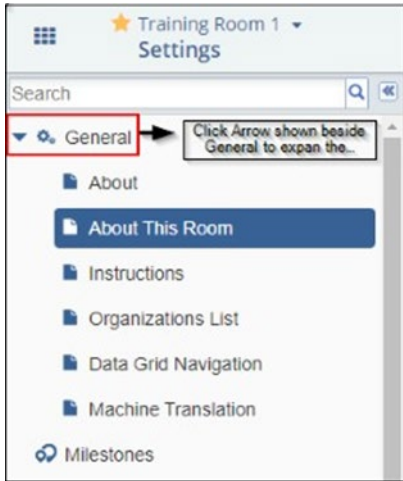 Training Room 1
Settings
Search
General
Click Arrow shown beside
General to expan the...
About
About This Room
Instructions
Organizations List
Data Grid Navigation
Machine Translation
Milestones